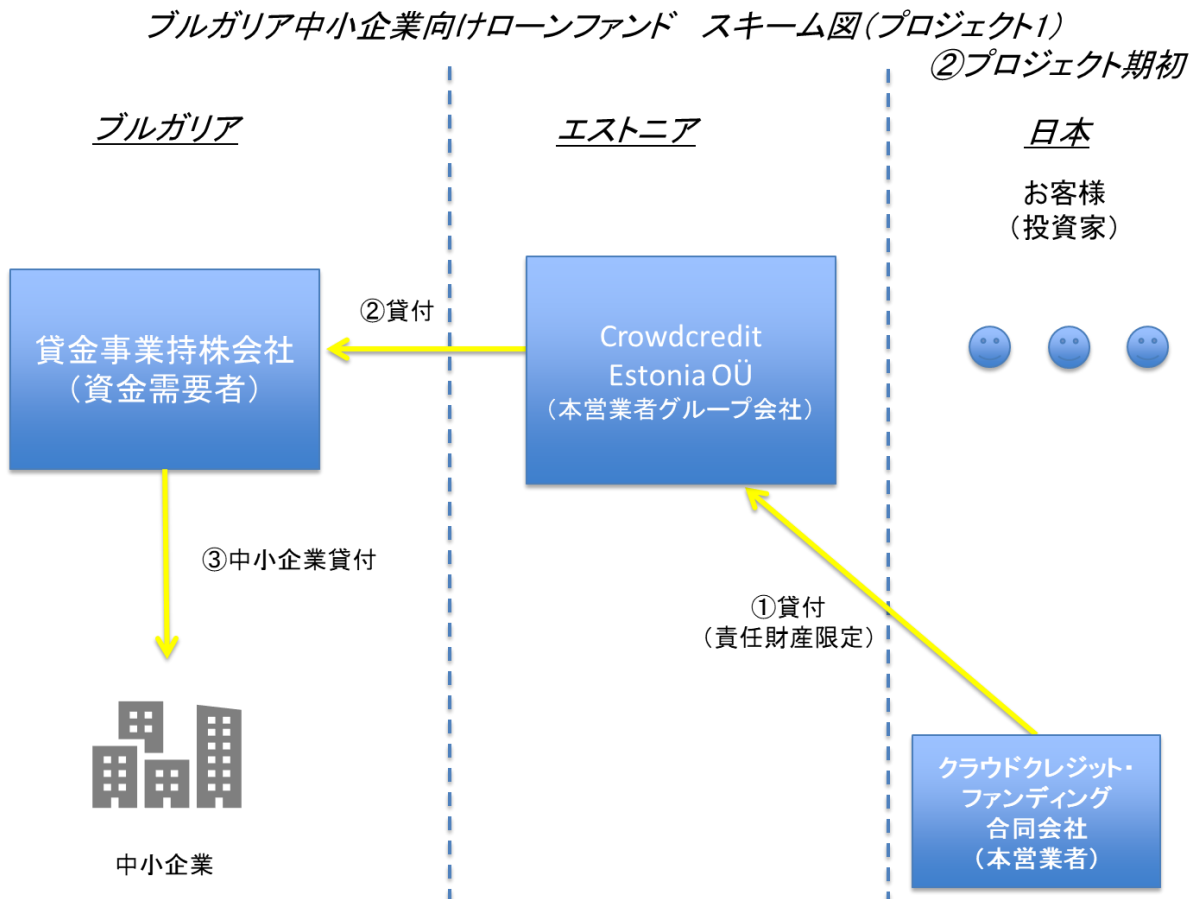 ブルガリア中小企業向けローンファンド　スキーム図（プロジェクト1）
②プロジェクト期初
ブルガリア
エストニア
日本
お客様
（投資家）
貸金事業持株会社
（資金需要者）
②貸付
Crowdcredit
Estonia OÜ
（本営業者グループ会社）
③中小企業貸付
①貸付
（責任財産限定）
中小企業
クラウドクレジット・
ファンディング
合同会社
（本営業者）